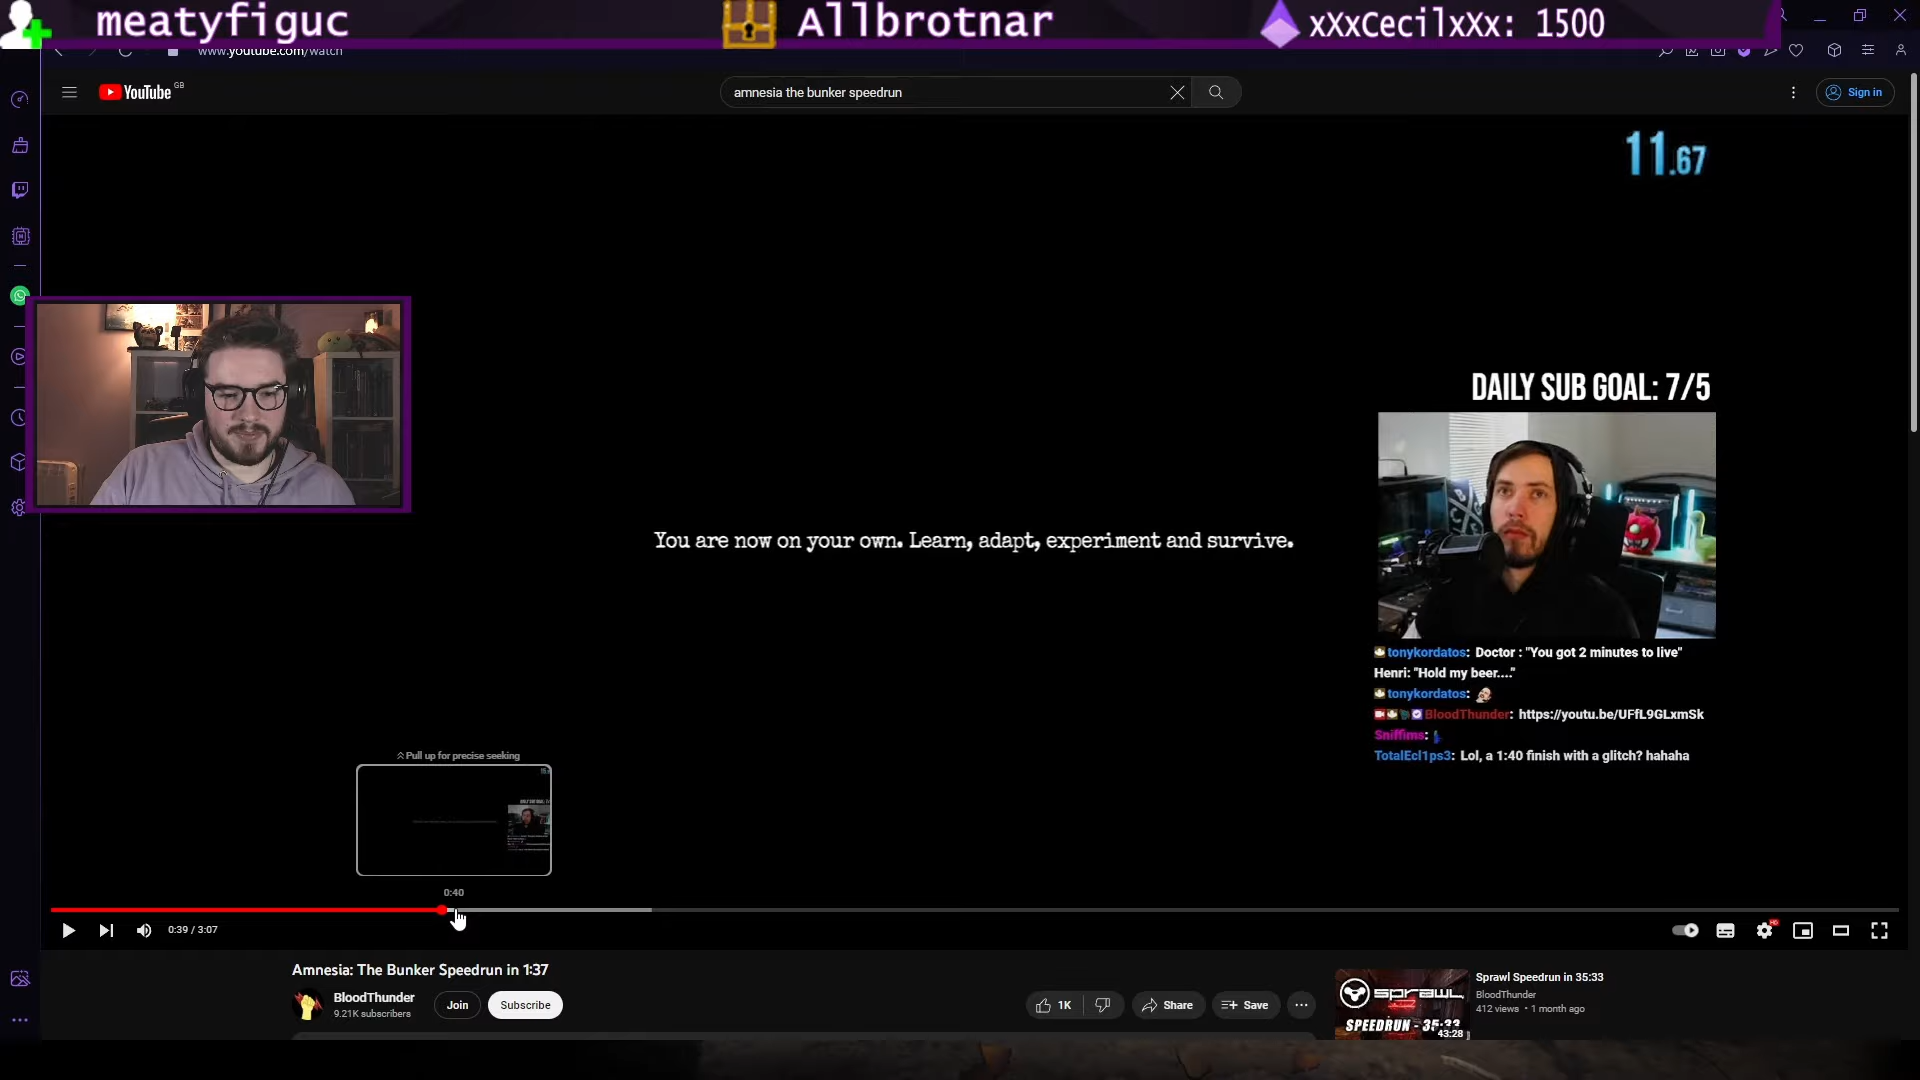 meatyfiguc
Allbrotnar
xXxCecilxXx: 1500
www.youtube.com/watch
YouTube GB
amnesia the bunker speedrun
Sign in
11.67
DAILY SUB GOAL: 7/5
You are now on your own. Learn, adapt, experiment and survive.
tonykordatos: Doctor : "You got 2 minutes to live"
Henri: "Hold my beer...."
tonykordatos:
BloodThunder: https://youtu.be/UFfL9GLxmSk
Sniffims:
TotalEcl1ps3: Lol, a 1:40 finish with a glitch? hahaha
Pull up for precise seeking
0:40
0:39 / 3:07
HD
Amnesia: The Bunker Speedrun in 1:37
BloodThunder
9.21K subscribers
Join
Subscribe
1K
Share
Save
SPRAWL
SPEEDRUN - 35:33
43:28
Sprawl Speedrun in 35:33
BloodThunder
412 views • 1 month ago